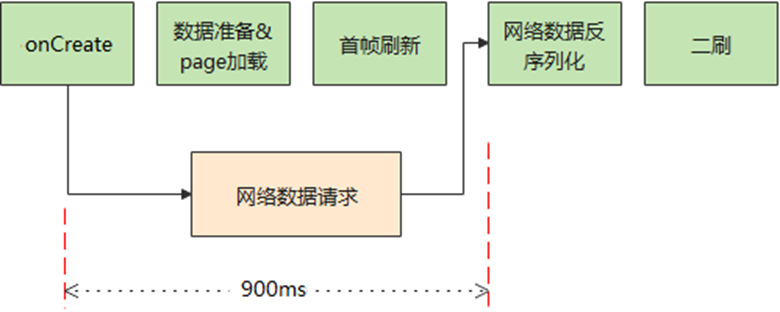 onCreate
数据准备&
page加载
首帧刷新
网络数据反
序列化
二刷
网络数据请求
900ms